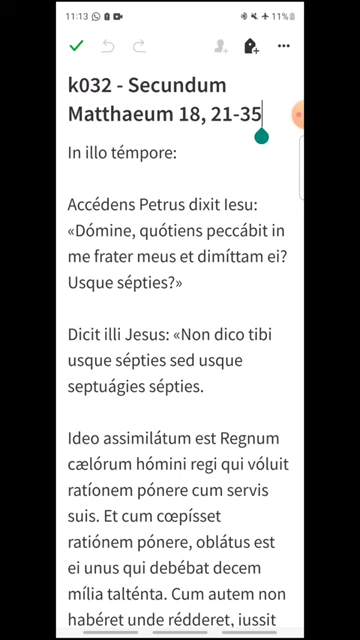 11:13
11%
k032 - Secundum
Matthaeum 18, 21-35
In illo témpore:
Accédens Petrus dixit Iesu:
«Dómine, quótiens peccábit in
me frater meus et dimíttam ei?
Usque sépties?»
Dicit illi Jesus: «Non dico tibi
usque sépties sed usque
septuágies sépties.
Ideo assimilátum est Regnum
cælórum hómini regi qui vóluit
ratíonem pónere cum servis
suis. Et cum cœpísset
ratiónem pónere, oblátus est
ei unus qui debébat decem
mília talténta. Cum autem non
habéret unde rédderet, iussit